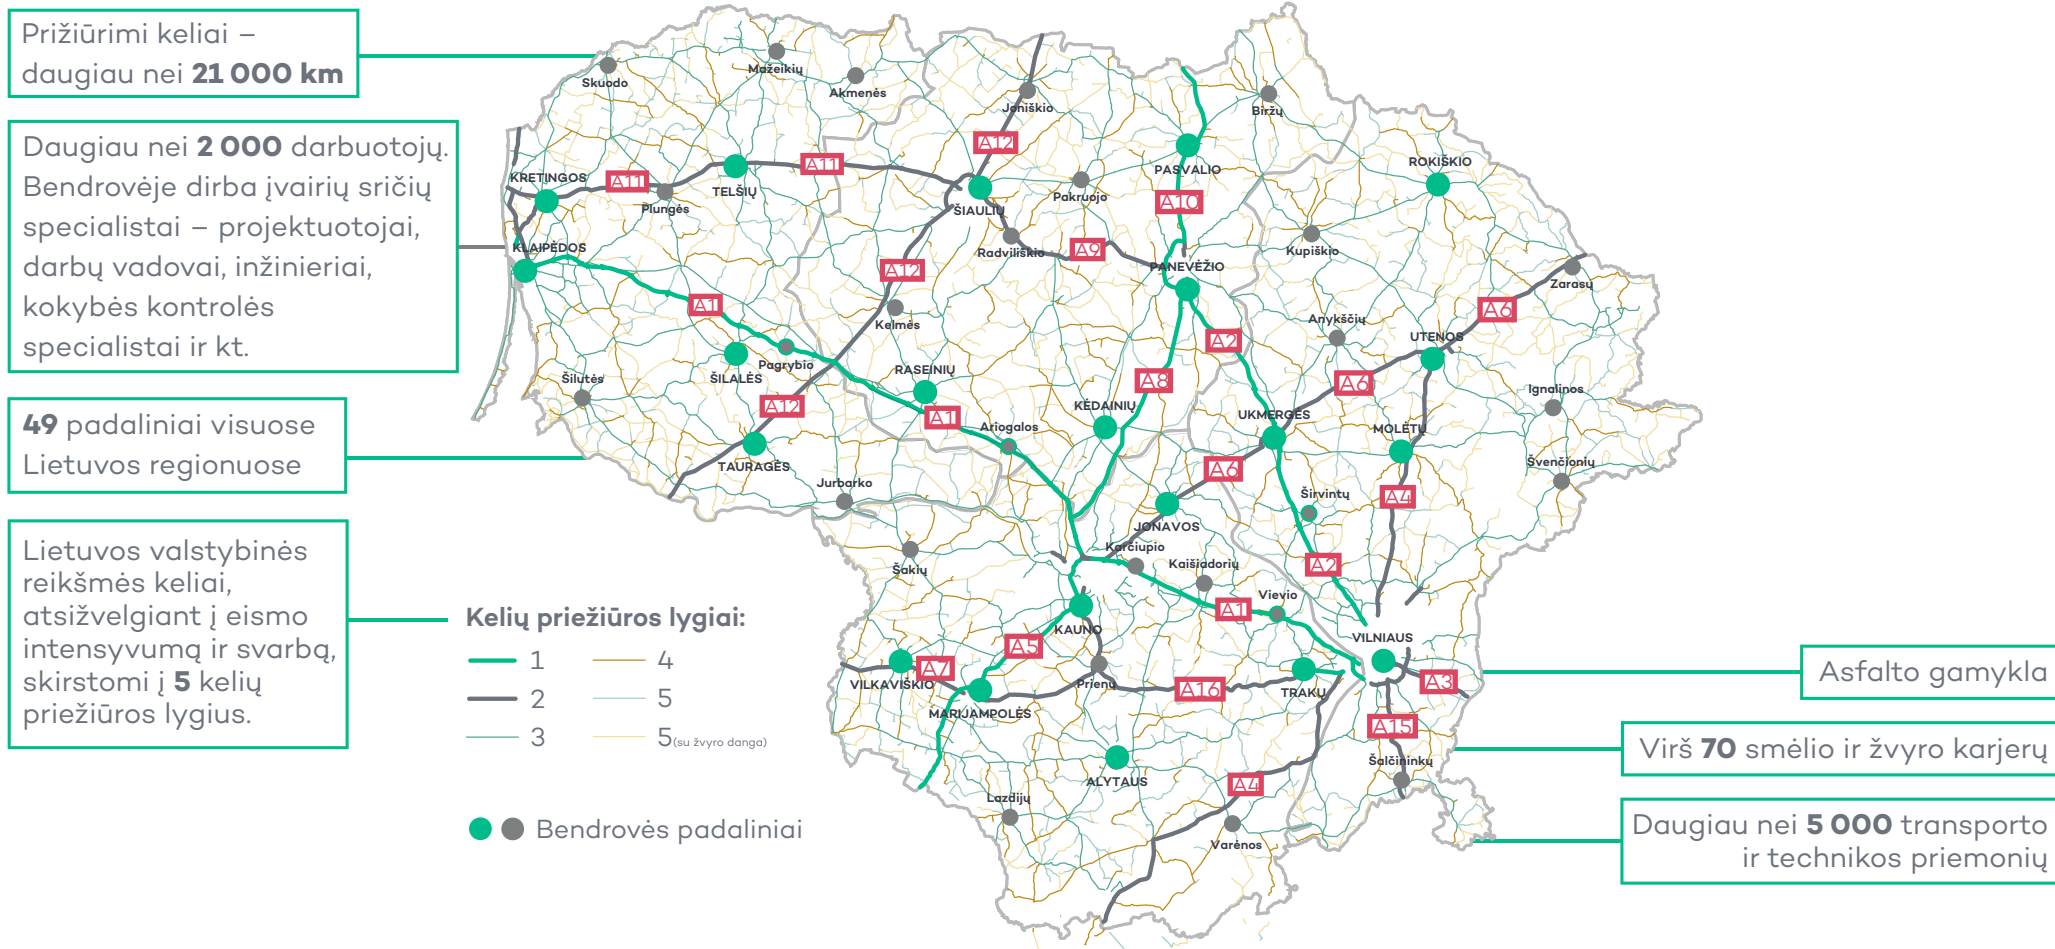 Prižiūrimi keliai –
daugiau nei 21 000 km
Daugiau nei 2 000 darbuotojų.
Bendrovėje dirba įvairių sričių
specialistai – projektuotojai,
darbų vadovai, inžinieriai,
kokybės kontrolės
specialistai ir kt.
49 padaliniai visuose
Lietuvos regionuose
Lietuvos valstybinės
reikšmės keliai,
atsižvelgiant į eismo
intensyvumą ir svarbą,
skirstomi į 5 kelių
priežiūros lygius.
Kelių priežiūros lygiai:
1
2
3
4
5
5 (su žvyro danga)
Bendrovės padaliniai
Skuodo
Mažeikių
Akmenės
Joniškio
Biržų
A12
PASVALIO
ROKIŠKIO
KRETINGOS
A11
Plungės
TELŠIŲ
A11
ŠIAULIŲ
Pakruojo
A10
KLAIPĖDOS
Radviliškio
A9
PANEVĖŽIO
Kupiškio
Zarasų
A12
A1
Kelmės
A6
Anykščių
UTENOS
A2
Pagrybio
ŠILALĖS
Šilutės
RASEINIŲ
A8
A6
Ignalinos
A12
A1
KĖDAINIŲ
Ariogalos
UKMERGĖS
MOLĖTŲ
TAURAGĖS
A6
Švenčionių
Jurbarko
Širvintų
A4
JONAVOS
Karčiupio
Kaišiadorių
A2
Šakių
Vievio
A1
KAUNO
VILNIAUS
A5
A7
VILKAVIŠKIO
Prienų
A16
TRAKŲ
A3
MARIJAMPOLĖS
A15
Šalčininkų
ALYTAUS
A4
Lazdijų
Varėnos
Asfalto gamykla
Virš 70 smėlio ir žvyro karjerų
Daugiau nei 5 000 transporto
ir technikos priemonių